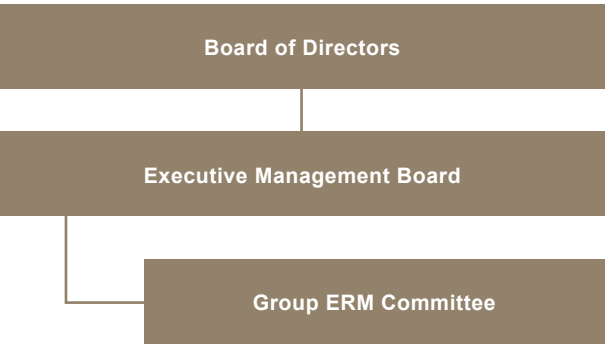 Board of Directors
Executive Management Board
Group ERM Committee